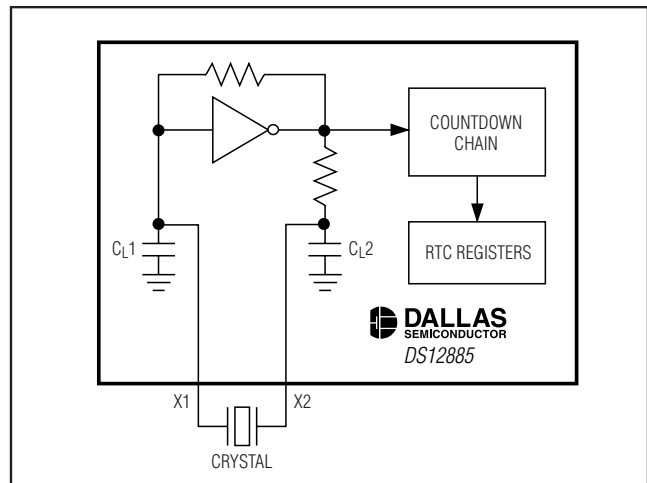 COUNTDOWN
CHAIN
CL1
CL2
RTC REGISTERS
DALLAS
SEMICONDUCTOR
DS12885
X1
X2
CRYSTAL